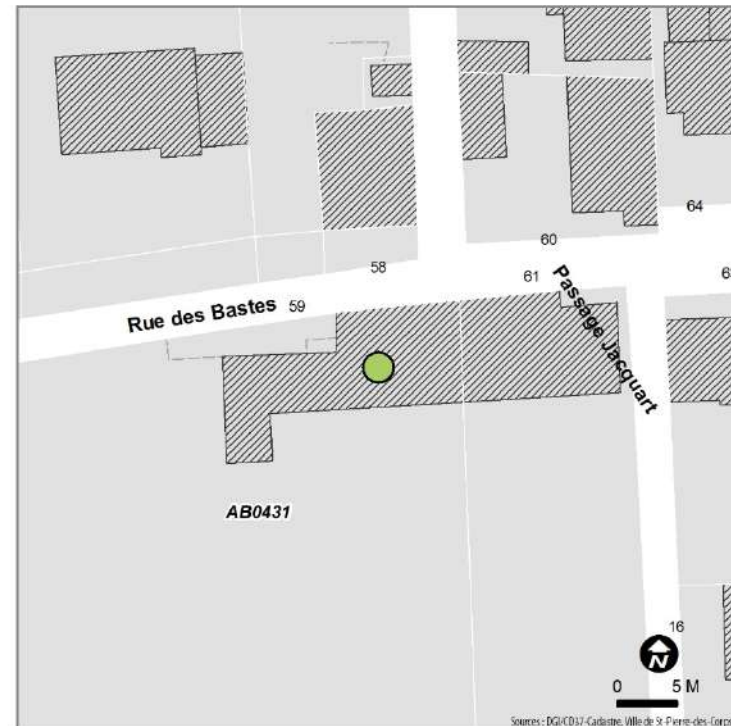 64
60
58
61
Passage Jacquart
Rue des Bastes
59
AB0431
16
N
0 5 M
Sources : DGI/CD37-Cadastre, Ville de St-Pierre-des-Corps